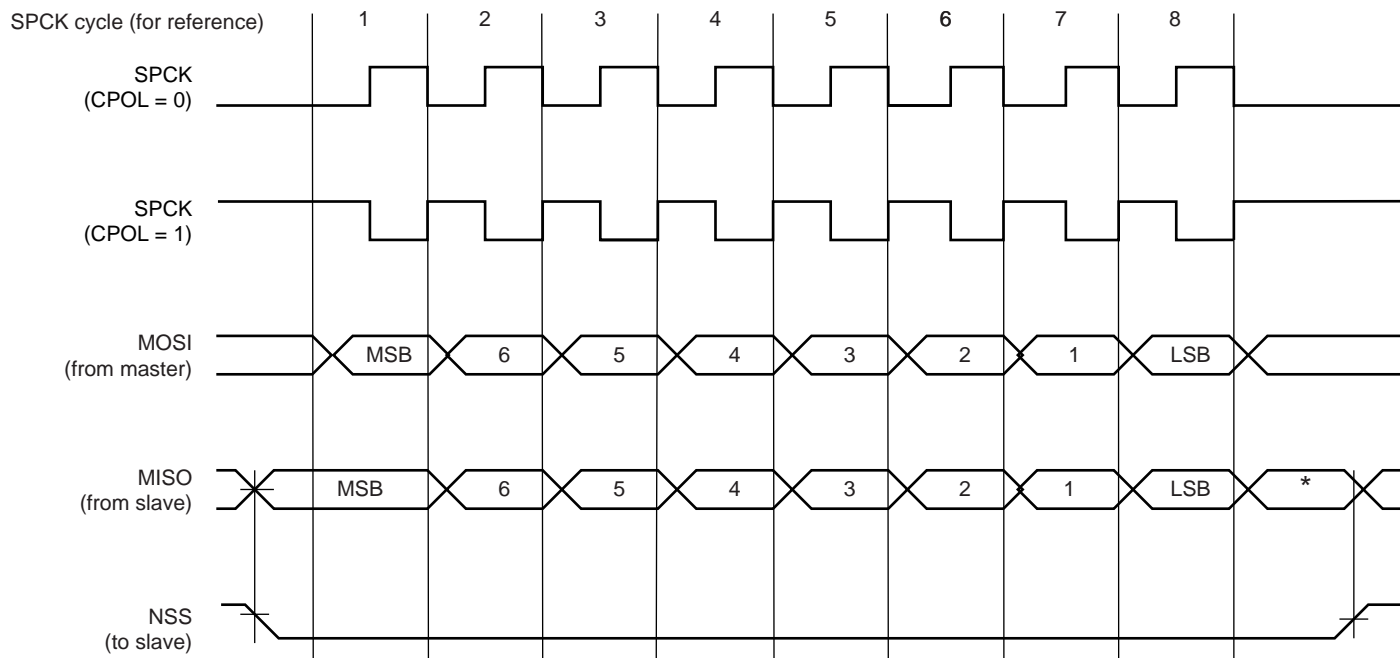 SPCK cycle (for reference) 1 2 3 4 5 6 7 8
SPCK
(CPOL = 0)
SPCK
(CPOL = 1)
MOSI
(from master)
MSB 6 5 4 3 2 1 LSB
MISO
(from slave)
MSB 6 5 4 3 2 1 LSB *
NSS
(to slave)